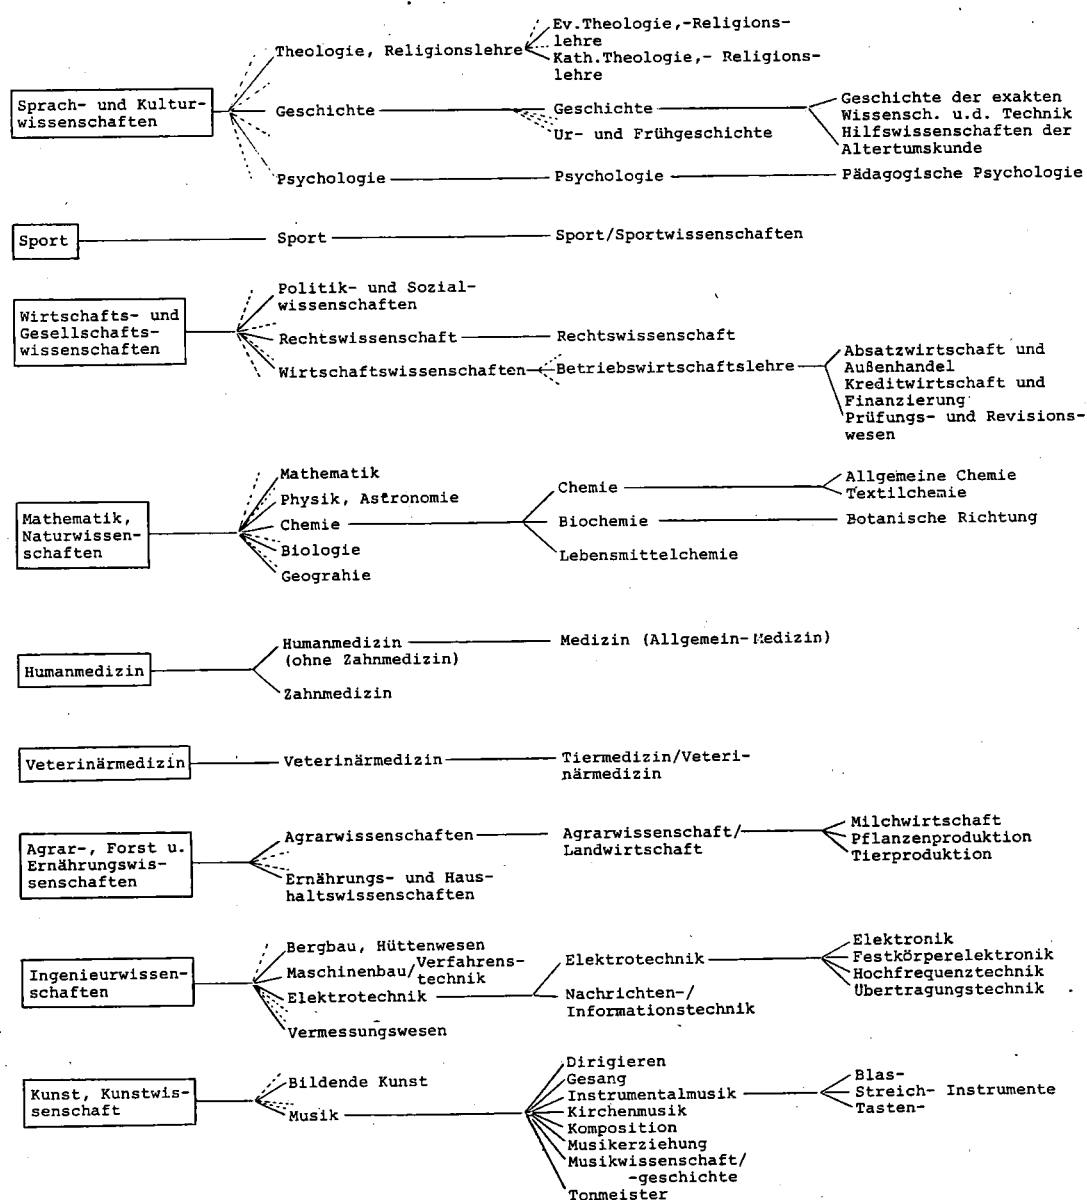 Sprach- und Kultur-
wissenschaften
Theologie, Religionslehre
Ev.Theologie,-Religions-
lehre
Kath.Theologie,- Religions-
lehre
Geschichte
Geschichte
Ur- und Frühgeschichte
Geschichte der exakten
Wissensch. u.d. Technik
Hilfswissenschaften der
Altertumskunde
Psychologie
Psychologie
Pädagogische Psychologie
Sport
Sport
Sport/Sportwissenschaften
Wirtschafts- und
Gesellschafts-
wissenschaften
Politik- und Sozial-
wissenschaften
Rechtswissenschaft
Rechtswissenschaft
Wirtschaftswissenschaften
Betriebswirtschaftslehre
Absatzwirtschaft und
Außenhandel
Kreditwirtschaft und
Finanzierung
Prüfungs- und Revisions-
wesen
Mathematik,
Naturwissen-
schaften
Mathematik
Physik, Astronomie
Chemie
Biologie
Geograhie
Chemie
Biochemie
Lebensmittelchemie
Allgemeine Chemie
Textilchemie
Botanische Richtung
Humanmedizin
Humanmedizin
(ohne Zahnmedizin)
Zahnmedizin
Medizin (Allgemein-Medizin)
Veterinärmedizin
Veterinärmedizin
Tiermedizin/Veteri-
närmedizin
Agrar-, Forst u.
Ernährungswis-
senschaften
Agrarwissenschaften
Ernährungs- und Haus-
haltswissenschaften
Agrarwissenschaft/
Landwirtschaft
Milchwirtschaft
Pflanzenproduktion
Tierproduktion
Ingenieurwissen-
schaften
Bergbau, Hüttenwesen
Maschinenbau/Verfahrens-
technik
Elektrotechnik
Vermessungswesen
Elektrotechnik
Nachrichten-/
Informationstechnik
Elektronik
Festkörperelektronik
Hochfrequenztechnik
Übertragungstechnik
Kunst, Kunstwis-
senschaft
Bildende Kunst
Musik
Dirigieren
Gesang
Instrumentalmusik
Kirchenmusik
Komposition
Musikerziehung
Musikwissenschaft/
-geschichte
Tonmeister
Blas-
Streich- Instrumente
Tasten-